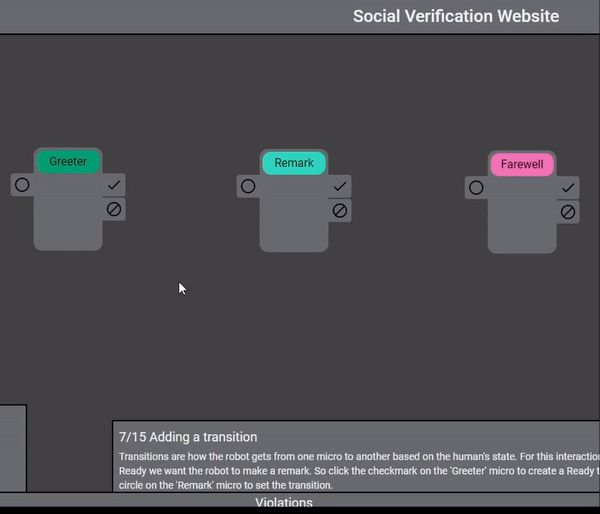 Social Verification Website
Greeter
Remark
Farewell
7/15 Adding a transition
Transitions are how the robot gets from one micro to another based on the human's state. For this
Ready we want the robot to make a remark. So click the checkmark on the 'Greeter' micro to create a Ready
circle on the 'Remark' micro to set the transition.
Violations